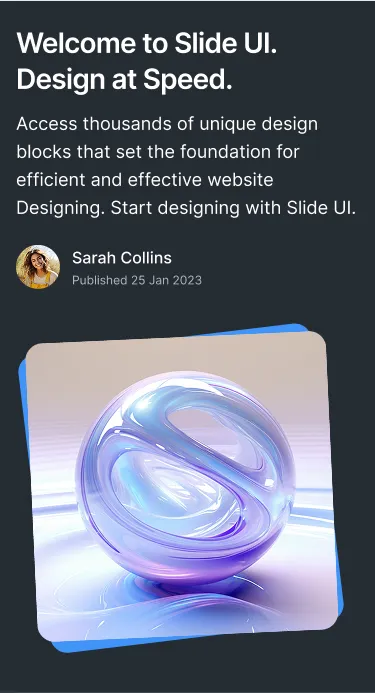 Welcome to Slide UI.
Design at Speed.
Access thousands of unique design
blocks that set the foundation for
efficient and effective website
Designing. Start designing with Slide UI.
Sarah Collins
Published 25 Jan 2023